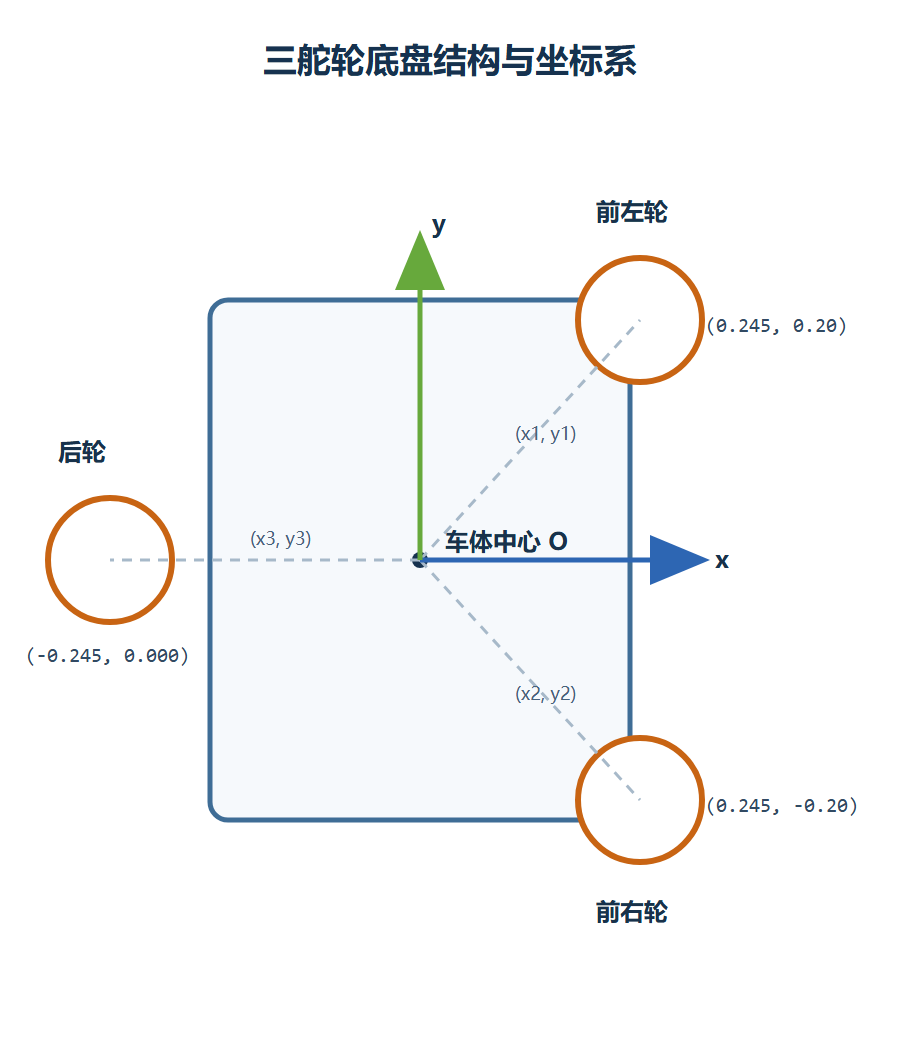 三舵轮底盘结构与坐标系
前左轮
y
(0.245, 0.20)
(x1, y1)
后轮
(x3, y3)
车体中心 O
x
(-0.245, 0.000)
(x2, y2)
(0.245, -0.20)
前右轮